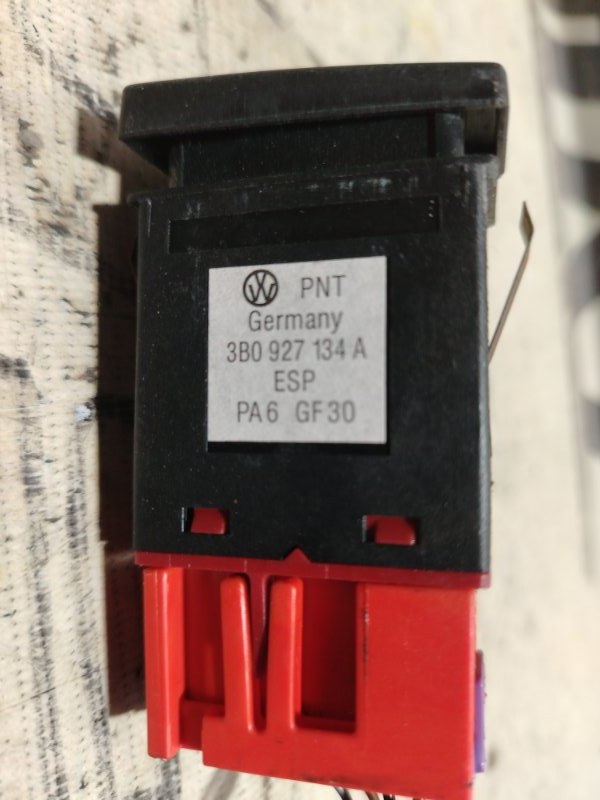 PNT
Germany
3B0 927 134 A
ESP
PA6 GF30